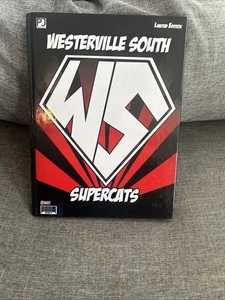 LIMITED EDITION
WESTERVILLE SOUTH
WS
SUPERCATS